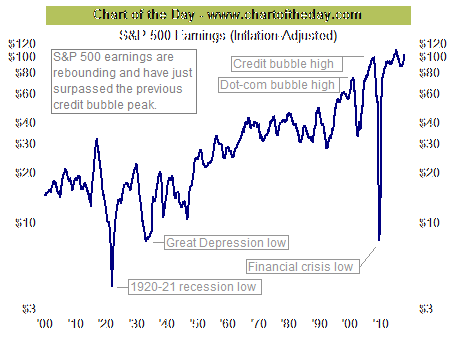 Chart of the Day - www.chartoftheday.com
S&P 500 Earnings (Inflation-Adjusted)
$120
$100
$80
$60
$40
$30
$20
$10
$3
S&P 500 earnings are
rebounding and have just
surpassed the previous
credit bubble peak.
Credit bubble high
Dot-com bubble high
Great Depression low
Financial crisis low
1920-21 recession low
$120
$100
$80
$60
$40
$30
$20
$10
$3
'00 '10 '20 '30 '40 '50 '60 '70 '80 '90 '00 '10